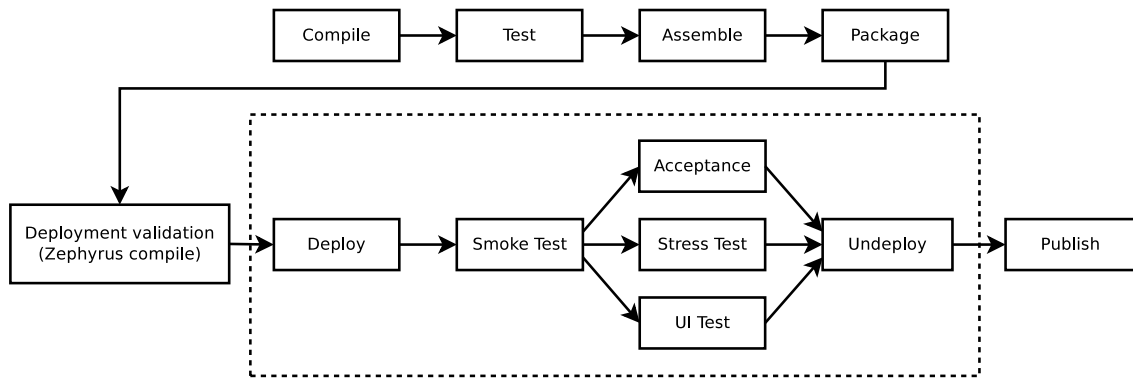 Compile
Test
Assemble
Package
Deployment validation
(Zephyrus compile)
Deploy
Smoke Test
Acceptance
Stress Test
UI Test
Undeploy
Publish